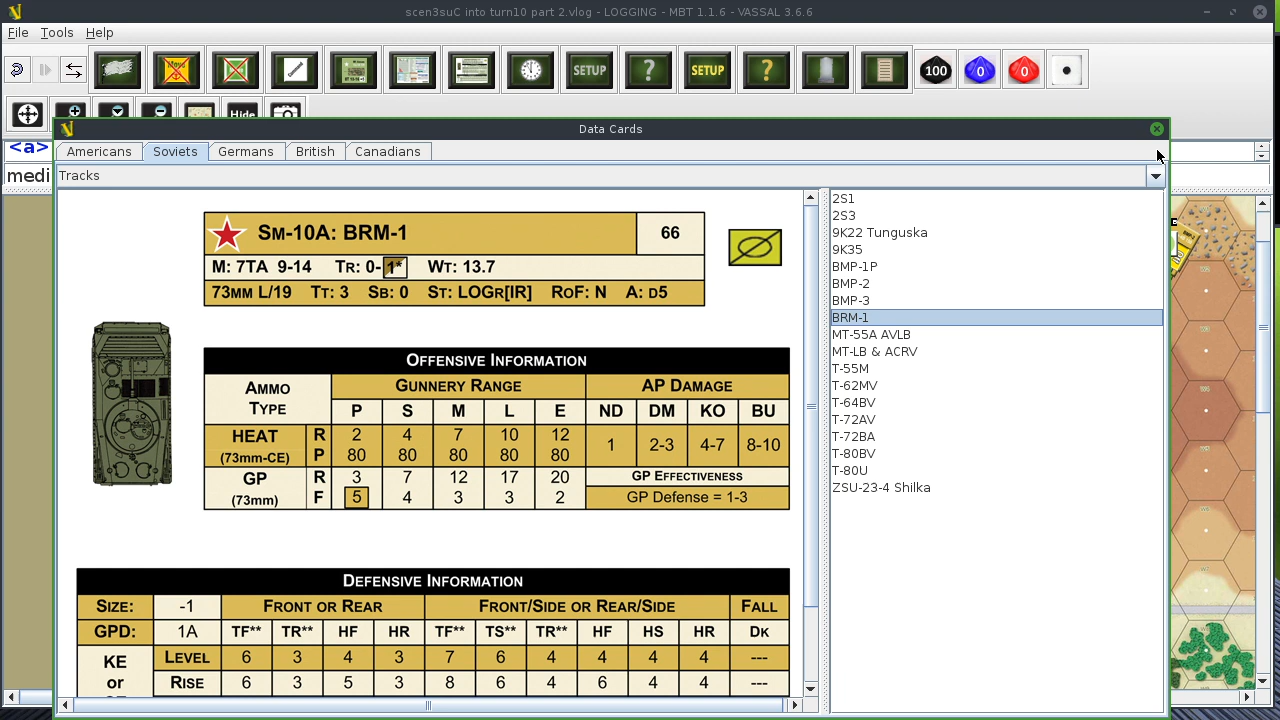 scen3suC into turn10 part 2.vlog - LOGGING - MBT 1.1.6 - VASSAL 3.6.6
File Tools Help
SETUP ? SETUP ? 100 0 0
Hide
<a>
medi
Data Cards
Americans Soviets Germans British Canadians
Tracks
SM-10A: BRM-1 66
M: 7TA 9-14 TR: 0-1* WT: 13.7
73MM L/19 TT: 3 SB: 0 ST: LOGR[IR] ROF: N A: D5
OFFENSIVE INFORMATION
AMMO TYPE GUNNERY RANGE AP DAMAGE
P S M L E ND DM KO BU
HEAT R 2 4 7 10 12 1 2-3 4-7 8-10
(73mm-CE) P 80 80 80 80 80
GP R 3 7 12 17 20 GP EFFECTIVENESS
(73mm) F 5 4 3 3 2 GP Defense = 1-3
DEFENSIVE INFORMATION
SIZE: -1 FRONT OR REAR FRONT/SIDE OR REAR/SIDE FALL
GPD: 1A TF** TR** HF HR TF** TS** TR** HF HS HR DK
KE LEVEL 6 3 4 3 7 6 4 4 4 4 ---
or RISE 6 3 5 3 8 6 4 6 4 4 ---
2S1
2S3
9K22 Tunguska
9K35
BMP-1P
BMP-2
BMP-3
BRM-1
MT-55A AVLB
MT-LB & ACRV
T-55M
T-62MV
T-64BV
T-72AV
T-72BA
T-80BV
T-80U
ZSU-23-4 Shilka